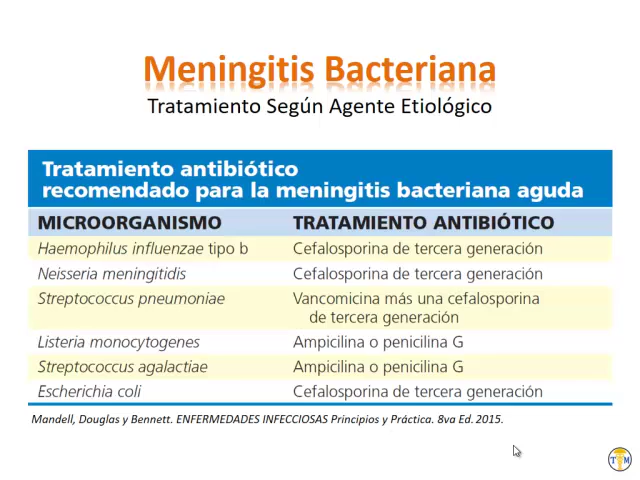 Meningitis Bacteriana
Tratamiento Según Agente Etiológico
Tratamiento antibiótico
recomendado para la meningitis bacteriana aguda
MICROORGANISMO TRATAMIENTO ANTIBIÓTICO
Haemophilus influenzae tipo b Cefalosporina de tercera generación
Neisseria meningitidis Cefalosporina de tercera generación
Streptococcus pneumoniae Vancomicina más una cefalosporina
de tercera generación
Listeria monocytogenes Ampicilina o penicilina G
Streptococcus agalactiae Ampicilina o penicilina G
Escherichia coli Cefalosporina de tercera generación
Mandell, Douglas y Bennett. ENFERMEDADES INFECCIOSAS Principios y Práctica. 8va Ed. 2015.
T M